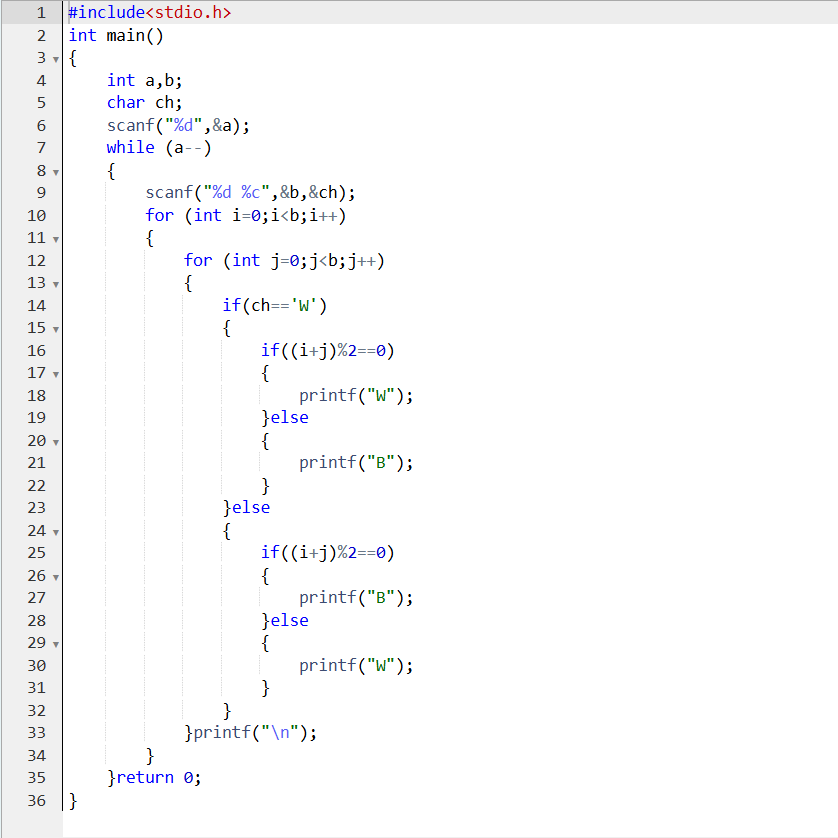 1 #include<stdio.h>
2 int main()
3 {
4     int a,b;
5     char ch;
6     scanf("%d",&a);
7     while (a--)
8     {
9         scanf("%d %c",&b,&ch);
10         for (int i=0;i<b;i++)
11         {
12             for (int j=0;j<b;j++)
13             {
14                 if(ch=='W')
15                 {
16                     if((i+j)%2==0)
17                     {
18                         printf("W");
19                     }else
20                     {
21                         printf("B");
22                     }
23                 }else
24                 {
25                     if((i+j)%2==0)
26                     {
27                         printf("B");
28                     }else
29                     {
30                         printf("W");
31                     }
32                 }
33             }printf("\n");
34         }
35     }return 0;
36 }